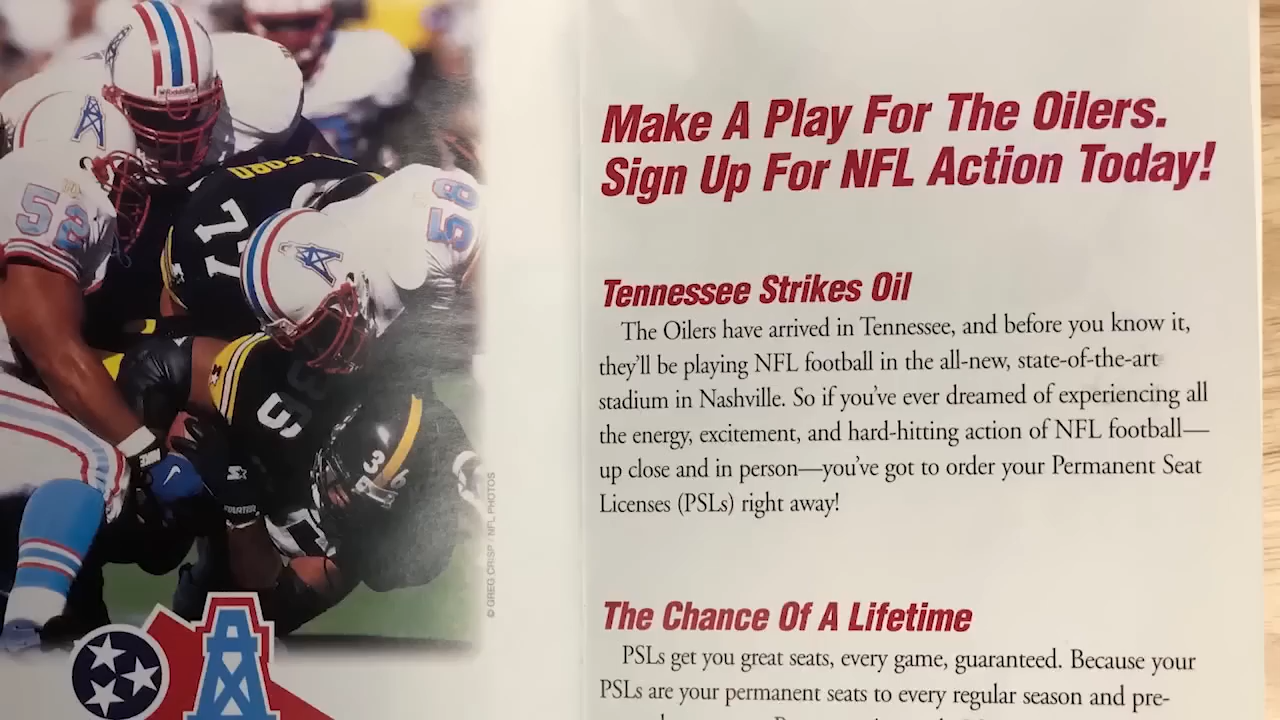 Make A Play For The Oilers.
Sign Up For NFL Action Today!
Tennessee Strikes Oil
The Oilers have arrived in Tennessee, and before you know it,
they'll be playing NFL football in the all-new, state-of-the-art
stadium in Nashville. So if you've ever dreamed of experiencing all
the energy, excitement, and hard-hitting action of NFL football—
up close and in person—you've got to order your Permanent Seat
Licenses (PSLs) right away!
The Chance Of A Lifetime
PSLs get you great seats, every game, guaranteed. Because your
PSLs are your permanent seats to every regular season and pre-
© GREG CRISP / NFL PHOTOS
52
58
77
36
Riddell
STARTER